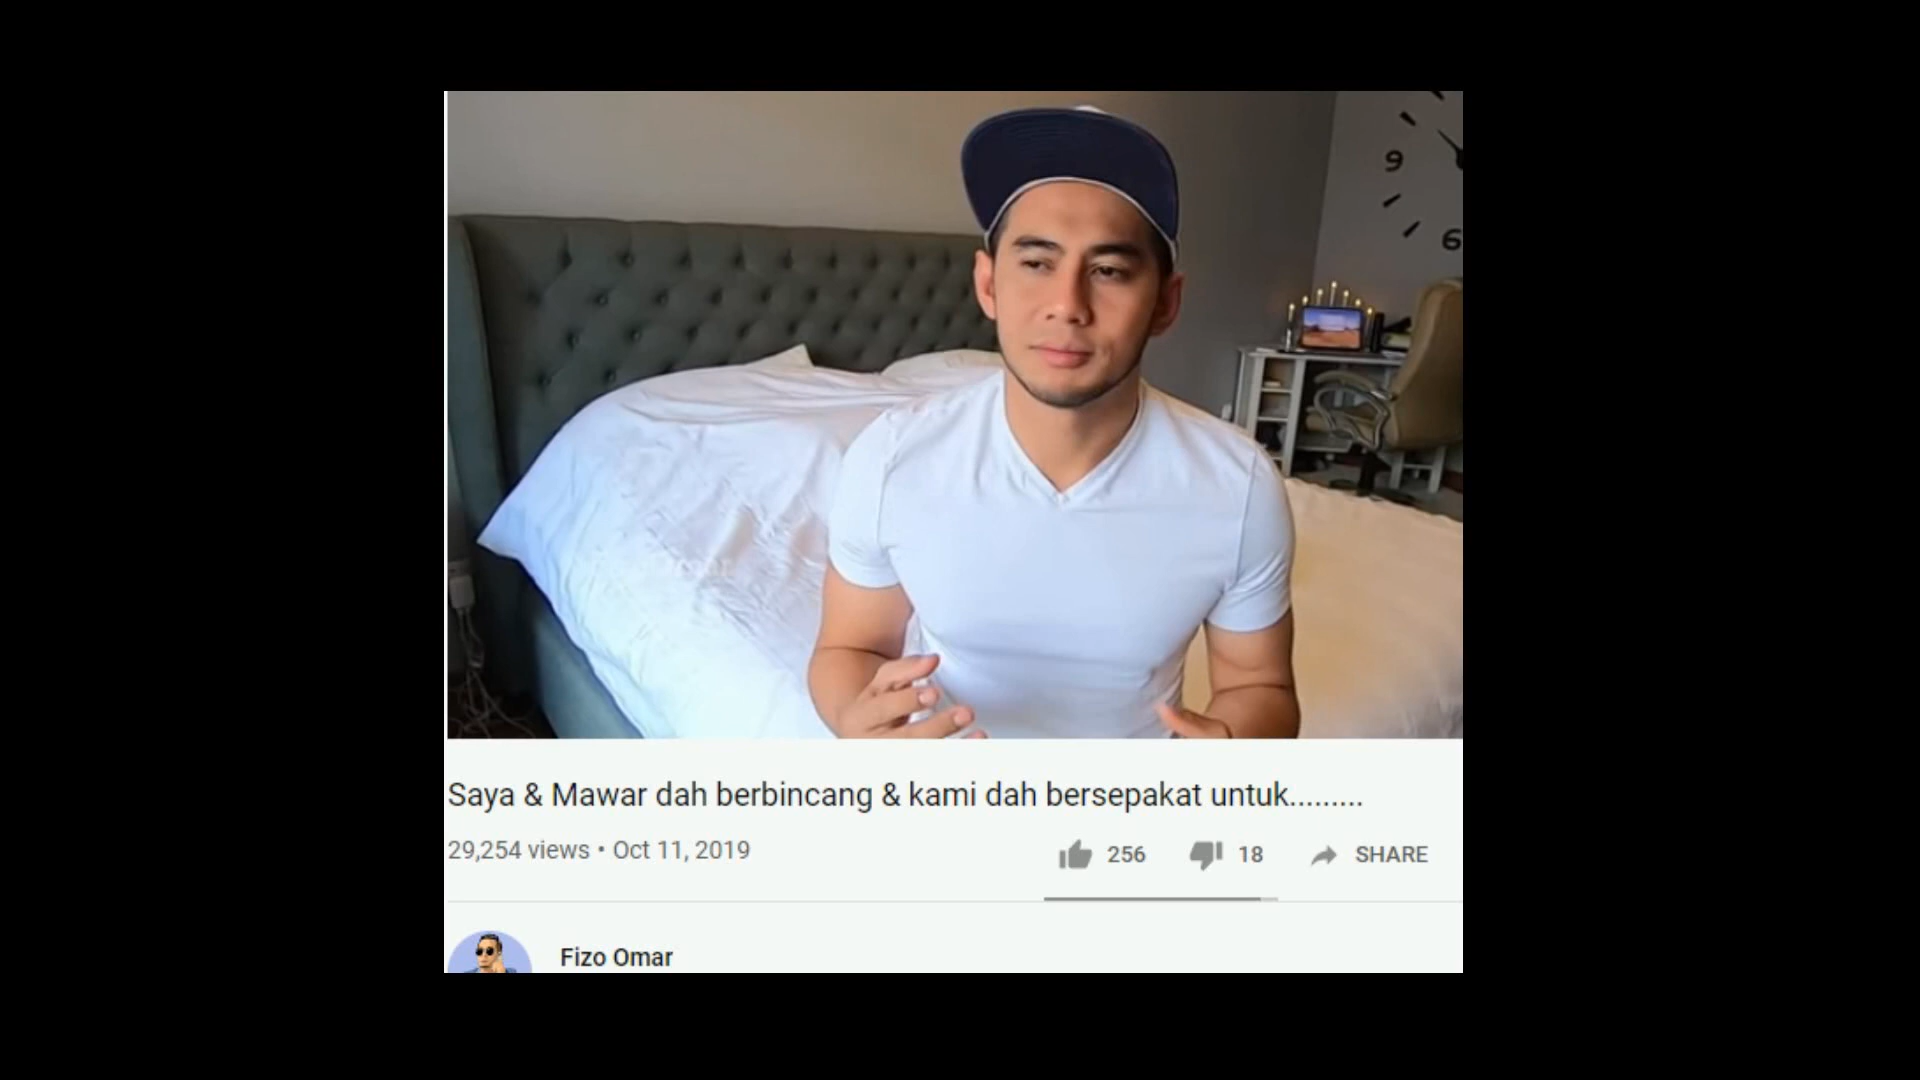 9
6
Saya & Mawar dah berbincang & kami dah bersepakat untuk.........
29,254 views • Oct 11, 2019
256
18
SHARE
Fizo Omar